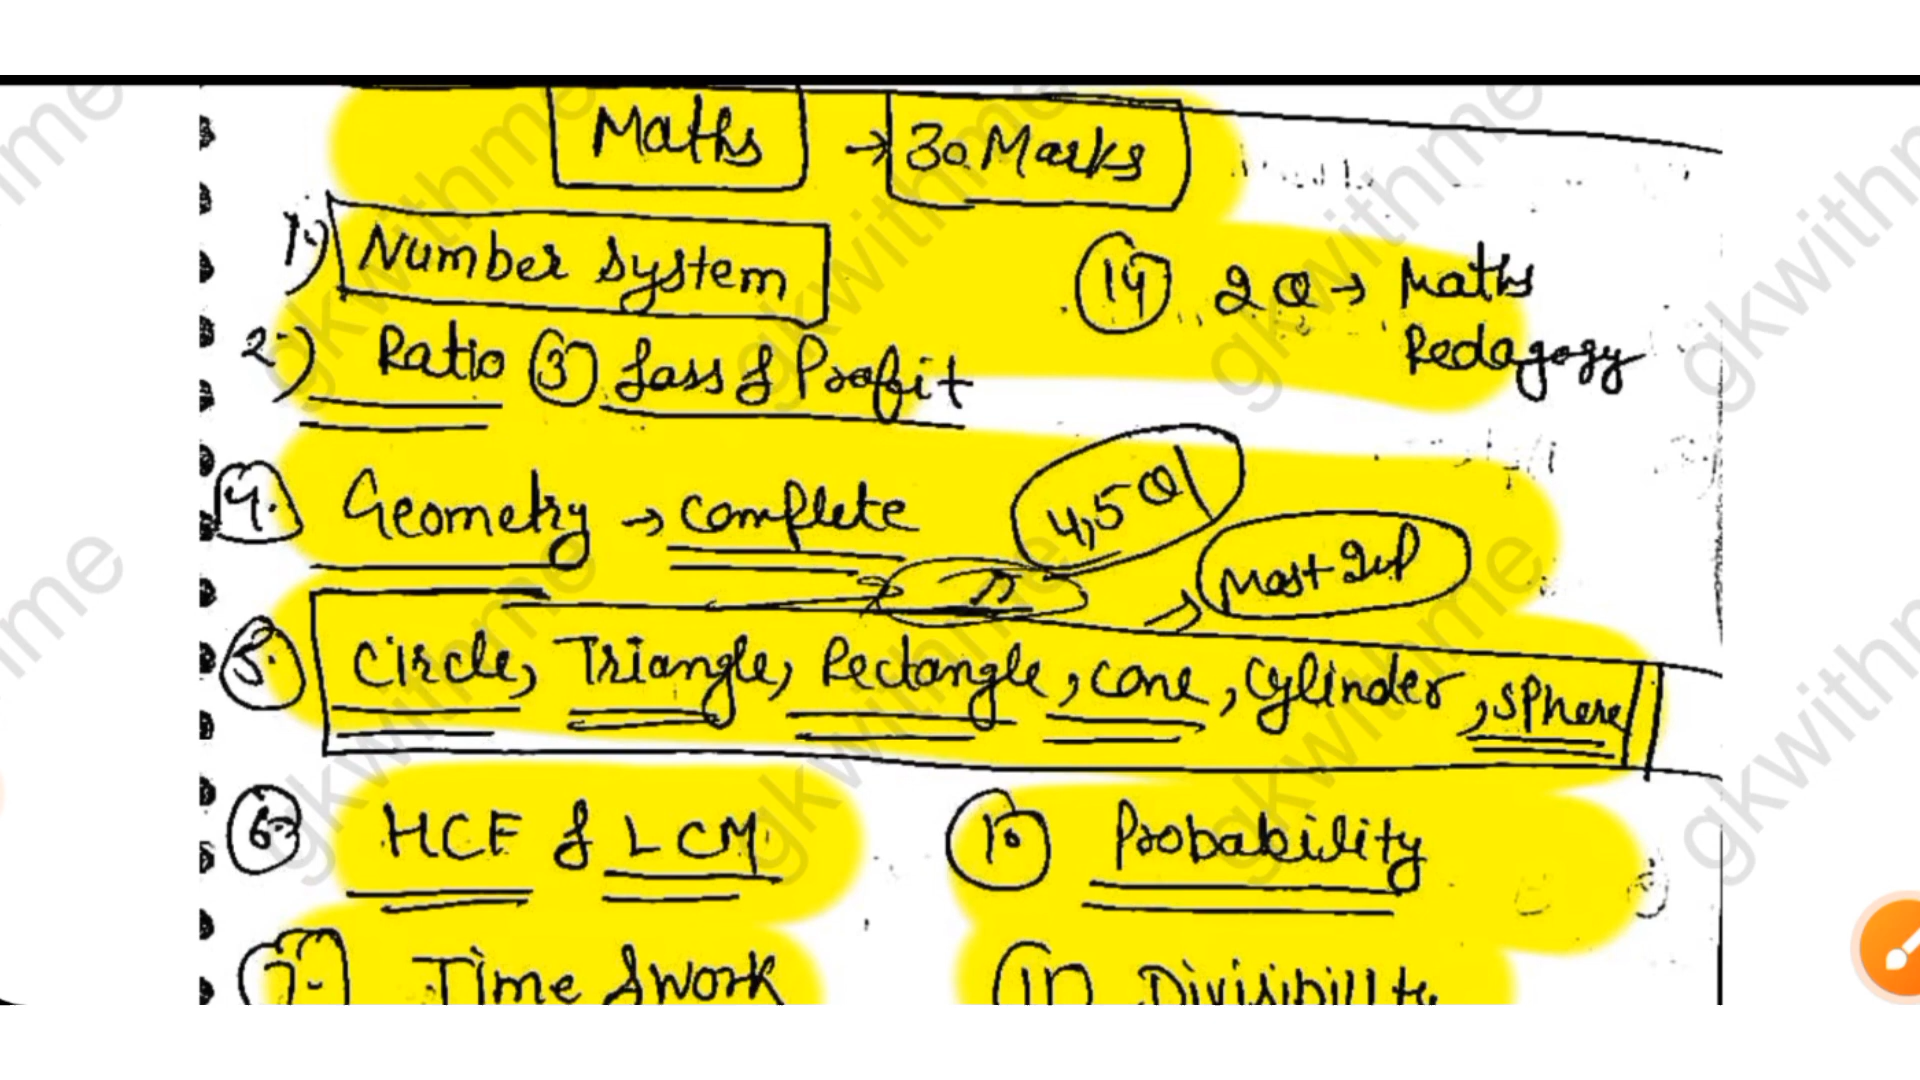 Maths → 30 Marks
1.) Number System
14 2Q → Maths Pedagogy
2.) Ratio 3 Loss & Profit
4. Geometry → complete 4,5 Q
→ Most Imp
5. Circle, Triangle, Rectangle, cone, Cylinder, sphere
6. HCF & LCM 10 Probability
7. Time & Work 11 Divisibility
gkwithme